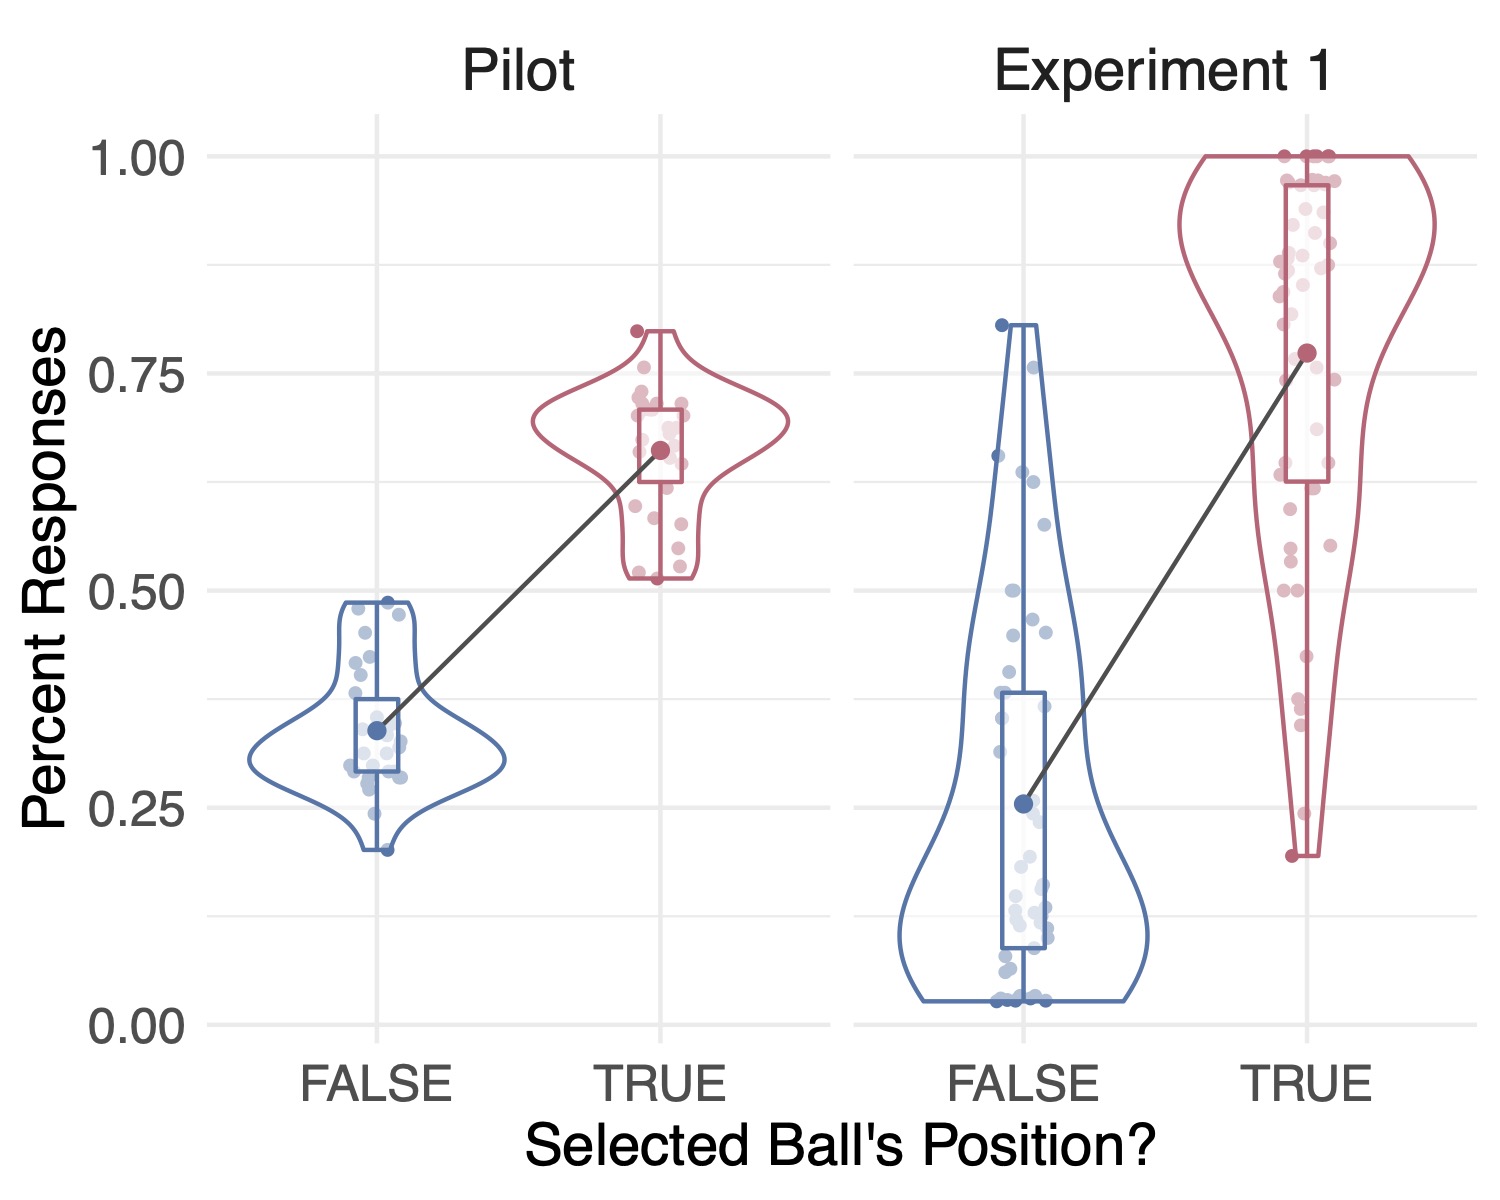 Pilot
Experiment 1
Percent Responses
1.00
0.75
0.50
0.25
0.00
FALSE
TRUE
FALSE
TRUE
Selected Ball's Position?